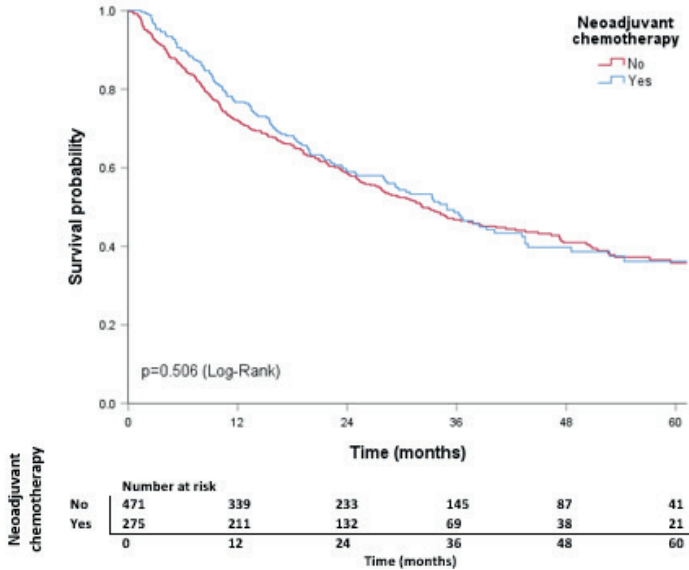 Neoadjuvant
chemotherapy
No
Yes
1.0
0.8
0.6
0.4
0.2
0.0
Survival probability
p=0.506 (Log-Rank)
0 12 24 36 48 60
Time (months)
Neoadjuvant
chemotherapy
Number at risk
No 471 339 233 145 87 41
Yes 275 211 132 69 38 21
0 12 24 36 48 60
Time (months)